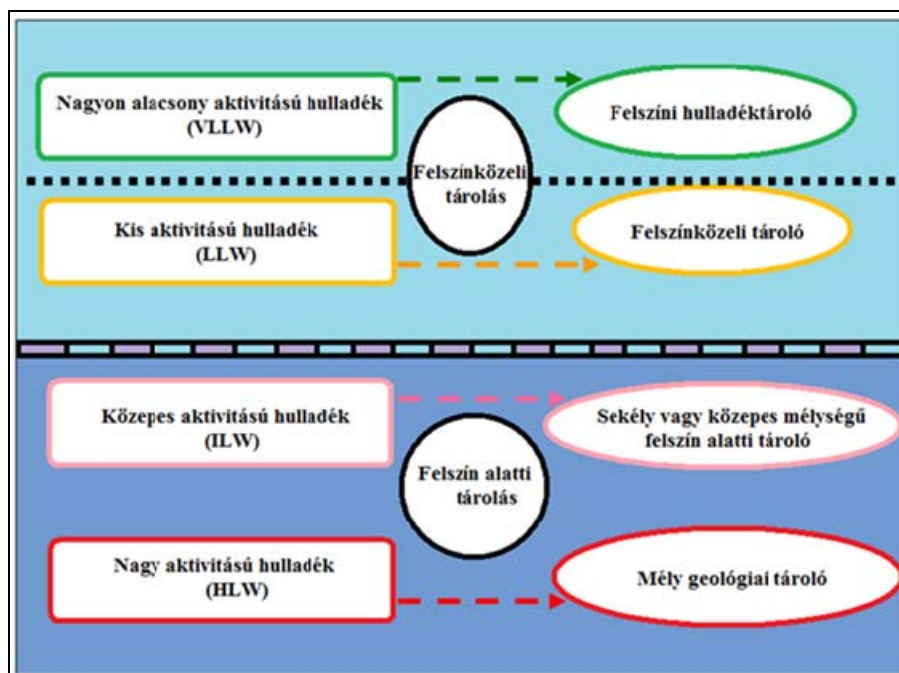 Nagyon alacsony aktivitású hulladék
(VLLW)
Felszíni hulladéktároló
Felszínközeli
tárolás
Kis aktivitású hulladék
(LLW)
Felszínközeli tároló
Közepes aktivitású hulladék
(ILW)
Sekély vagy közepes mélységű
felszín alatti tároló
Felszín alatti
tárolás
Nagy aktivitású hulladék
(HLW)
Mély geológiai tároló